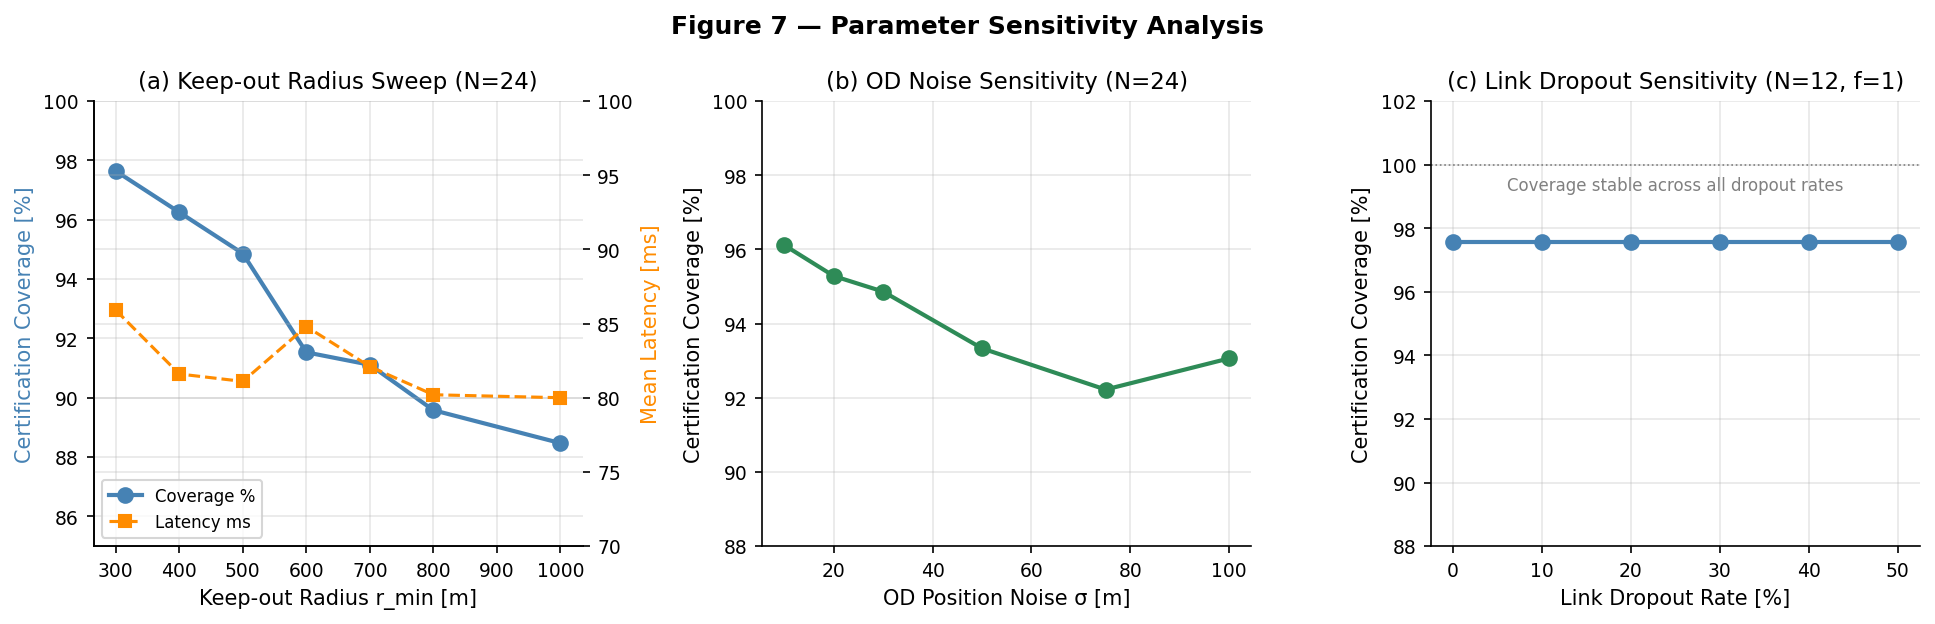 Figure 7 — Parameter Sensitivity Analysis
(a) Keep-out Radius Sweep (N=24)
Certification Coverage [%]
100
98
96
94
92
90
88
86
100
95
90
85
80
75
70
Mean Latency [ms]
Coverage %
Latency ms
300 400 500 600 700 800 900 1000
Keep-out Radius r_min [m]
(b) OD Noise Sensitivity (N=24)
Certification Coverage [%]
100
98
96
94
92
90
88
20 40 60 80 100
OD Position Noise σ [m]
(c) Link Dropout Sensitivity (N=12, f=1)
Certification Coverage [%]
102
100
98
96
94
92
90
88
Coverage stable across all dropout rates
0 10 20 30 40 50
Link Dropout Rate [%]